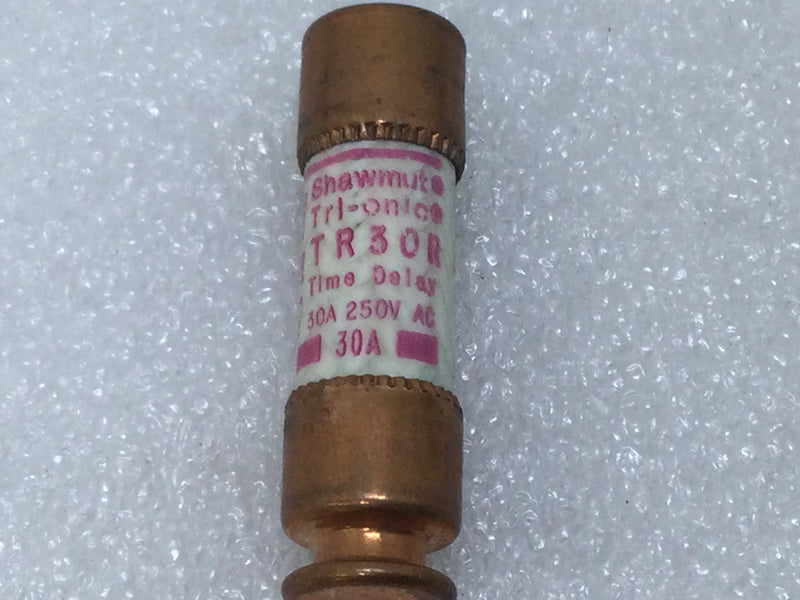 Shawmut®
Tri-onic®
TR30R
Time Delay
30A 250V AC
30A